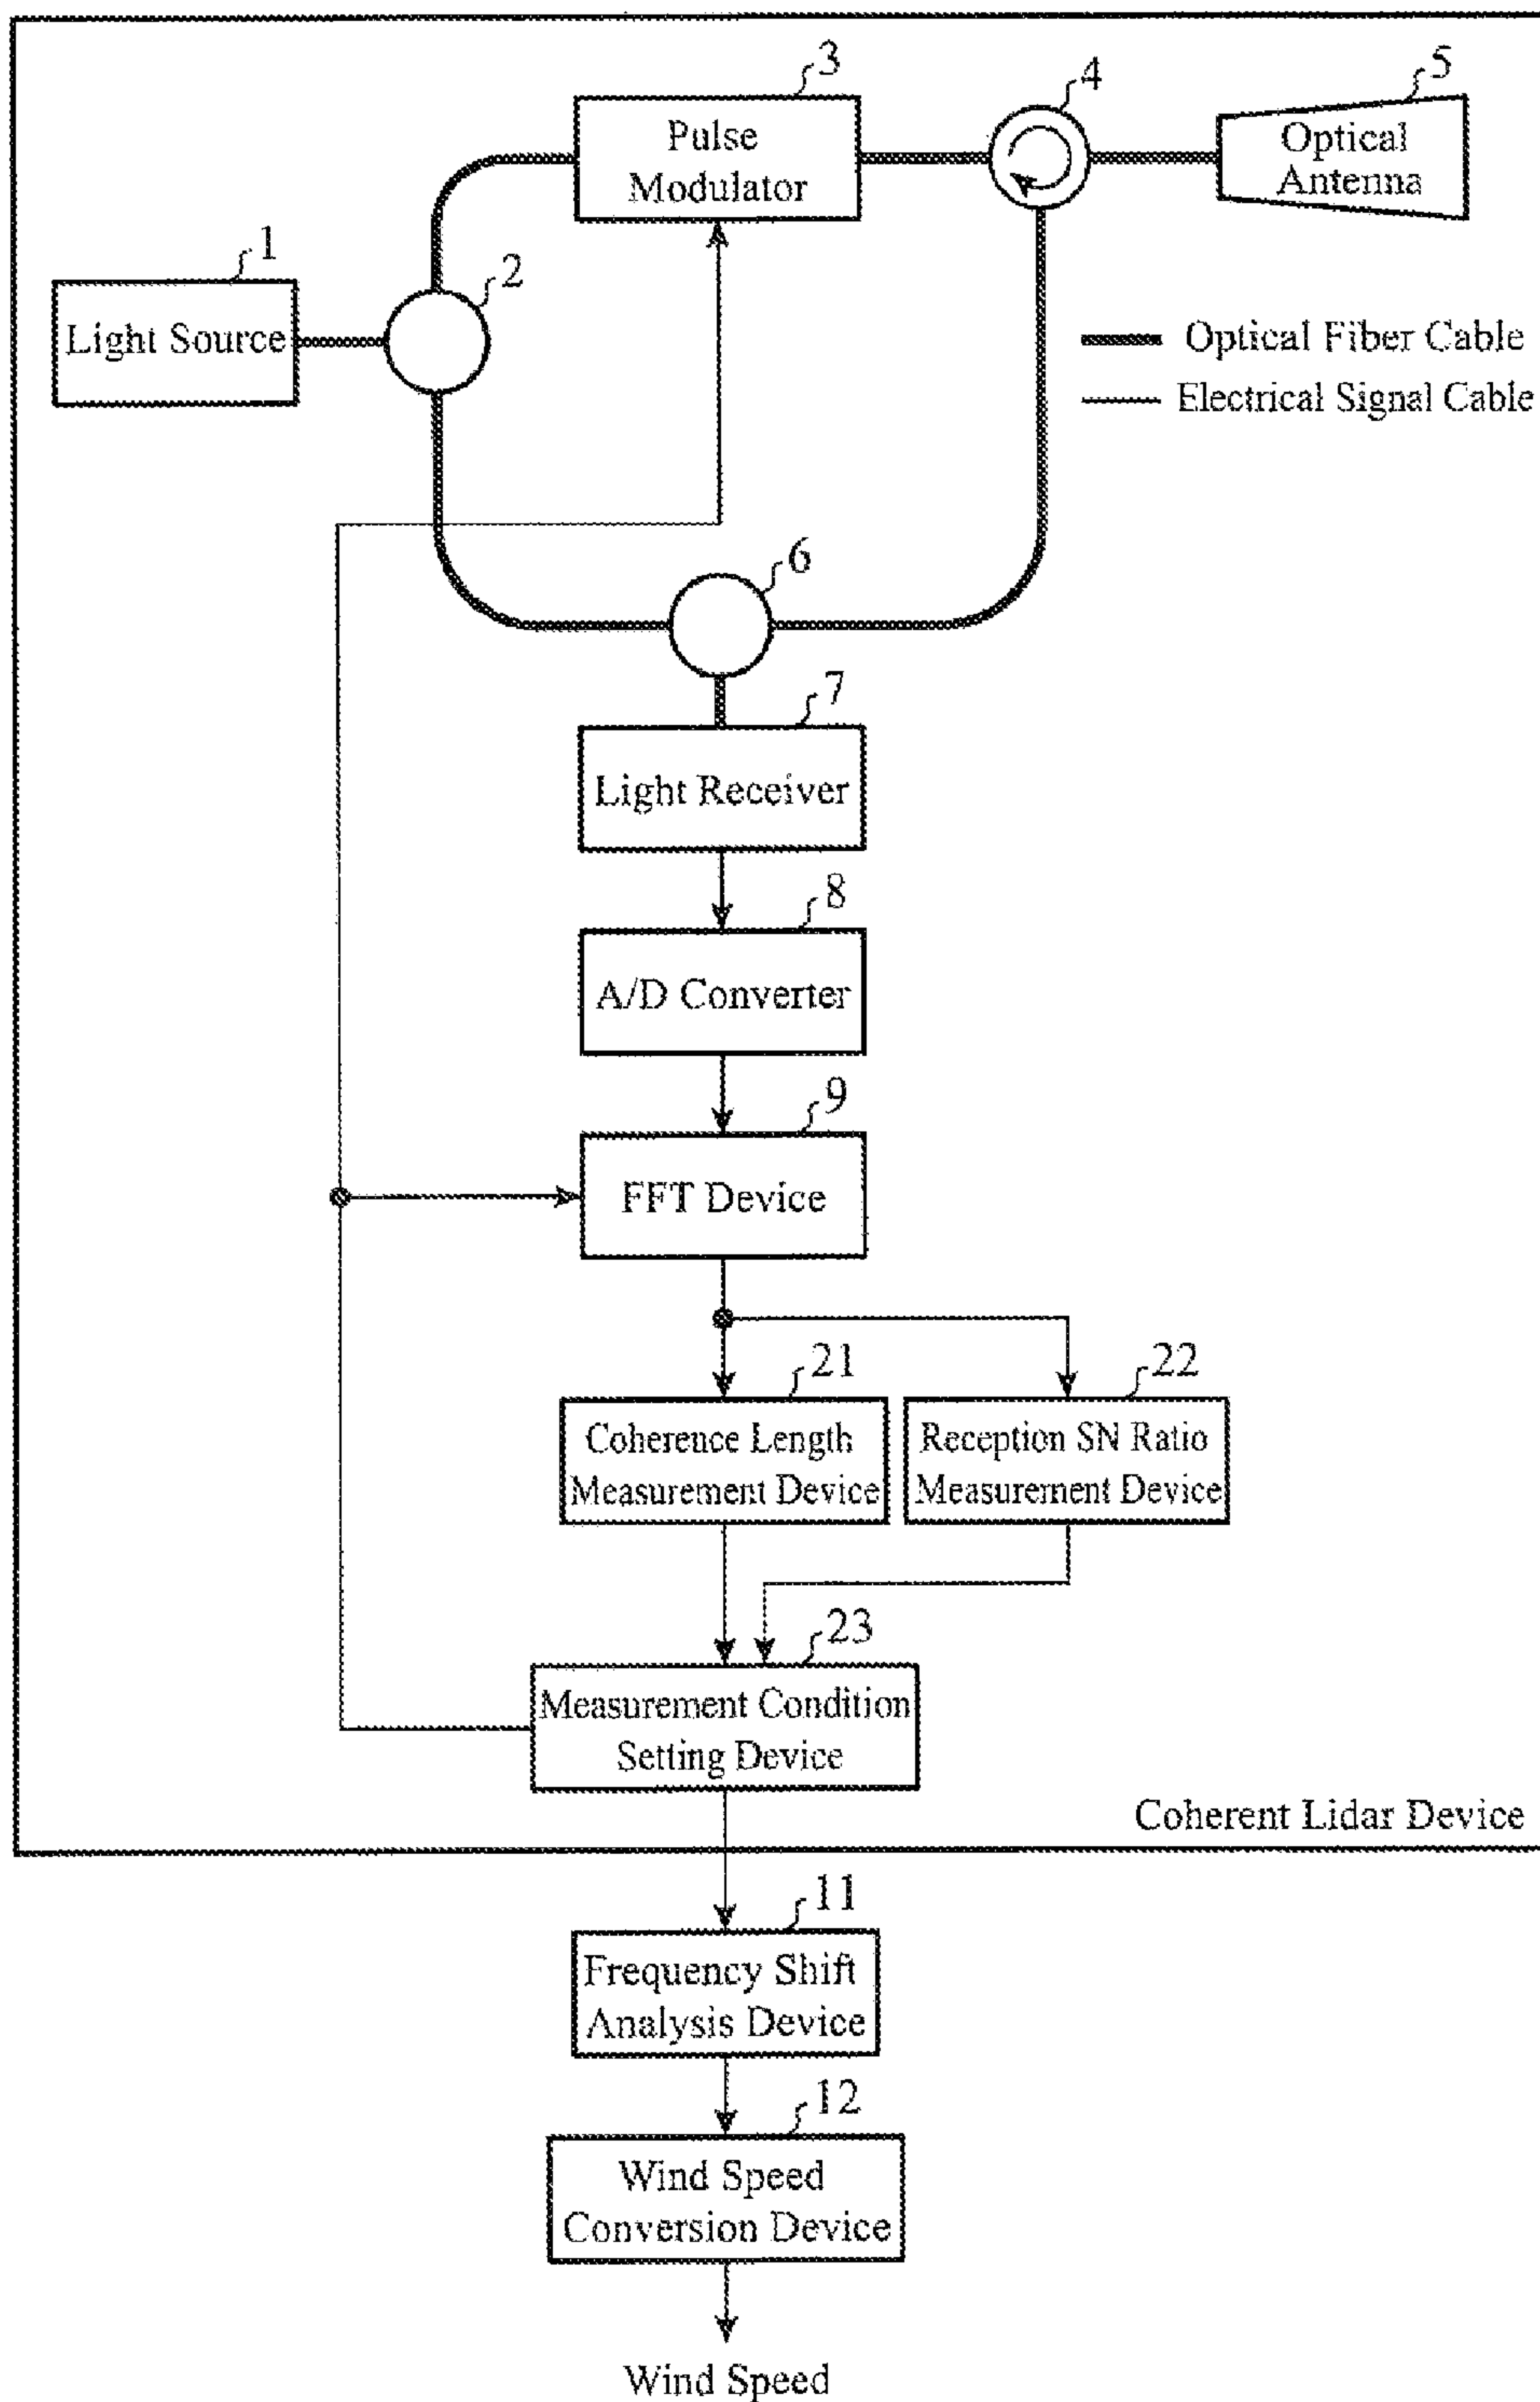 3
Pulse
Modulator
4
5
Optical
Antenna
1
Light Source
2
Optical Fiber Cable
Electrical Signal Cable
6
7
Light Receiver
8
A/D Converter
9
FFT Device
21
Coherence Length
Measurement Device
22
Reception SN Ratio
Measurement Device
23
Measurement Condition
Setting Device
Coherent Lidar Device
11
Frequency Shift
Analysis Device
12
Wind Speed
Conversion Device
Wind Speed